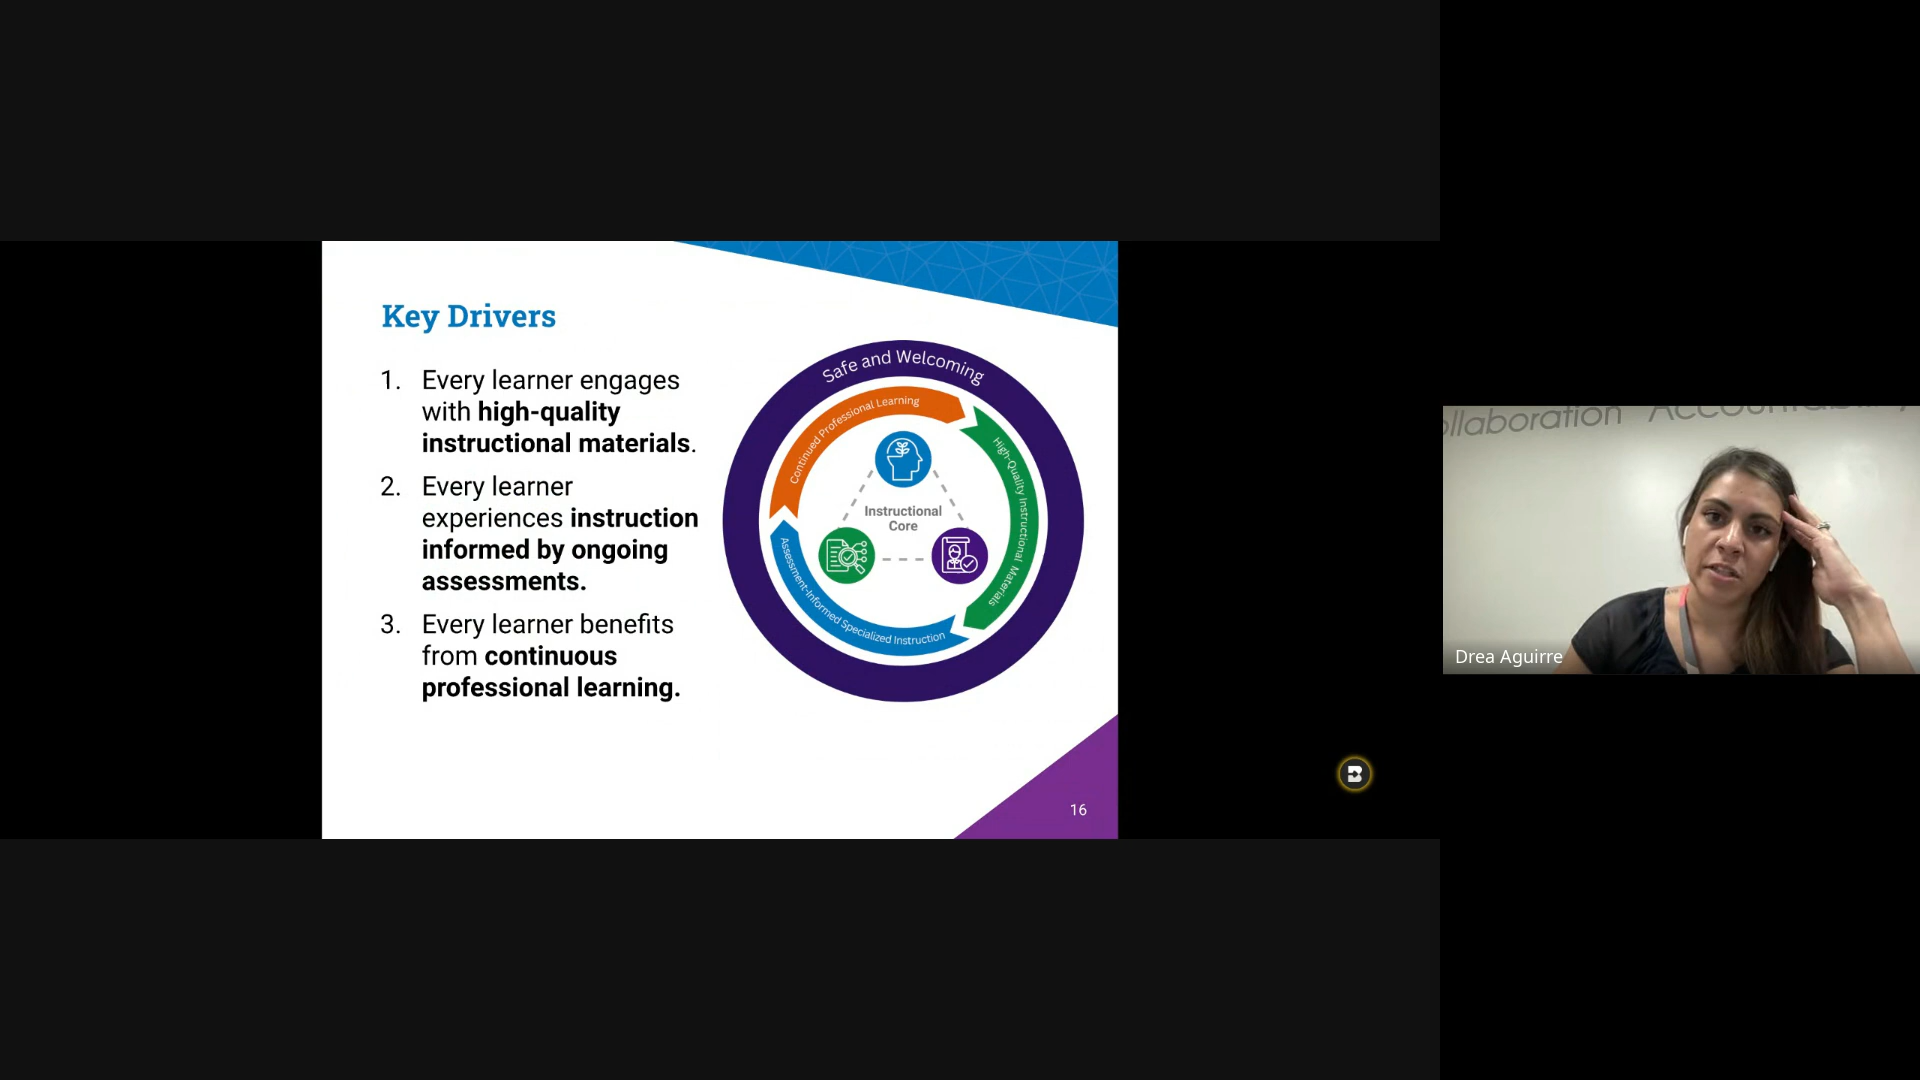 Key Drivers
1. Every learner engages
with high-quality
instructional materials.
2. Every learner
experiences instruction
informed by ongoing
assessments.
3. Every learner benefits
from continuous
professional learning.
Safe and Welcoming
Continued Professional Learning
High-Quality Instructional Materials
Assessment-Informed Specialized Instruction
Instructional
Core
16
ollaboration Accountability
Drea Aguirre